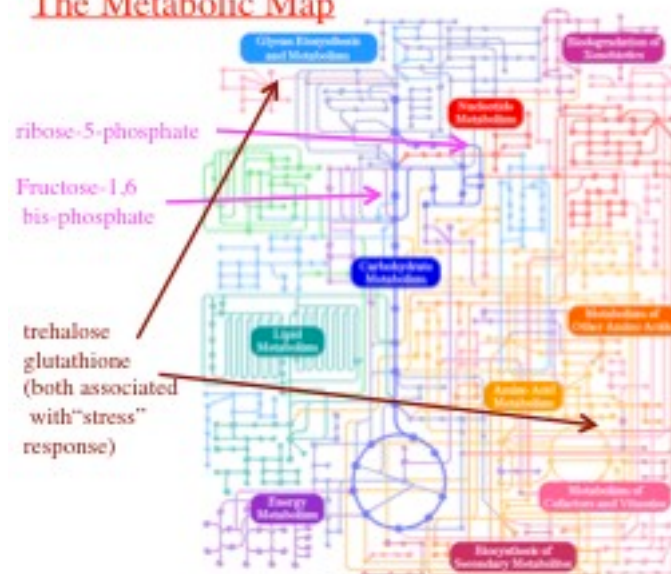 The Metabolic Map
Glycan Biosynthesis
and Metabolism
Biodegradation of
Xenobiotics
Nucleotide
Metabolism
ribose-5-phosphate
Fructose-1,6
bis-phosphate
Carbohydrate
Metabolism
Metabolism of
Other Amino Acids
Lipid
Metabolism
trehalose
glutathione
(both associated
with“stress”
response)
Amino Acid
Metabolism
Metabolism of
Cofactors and Vitamins
Energy
Metabolism
Biosynthesis of
Secondary Metabolites